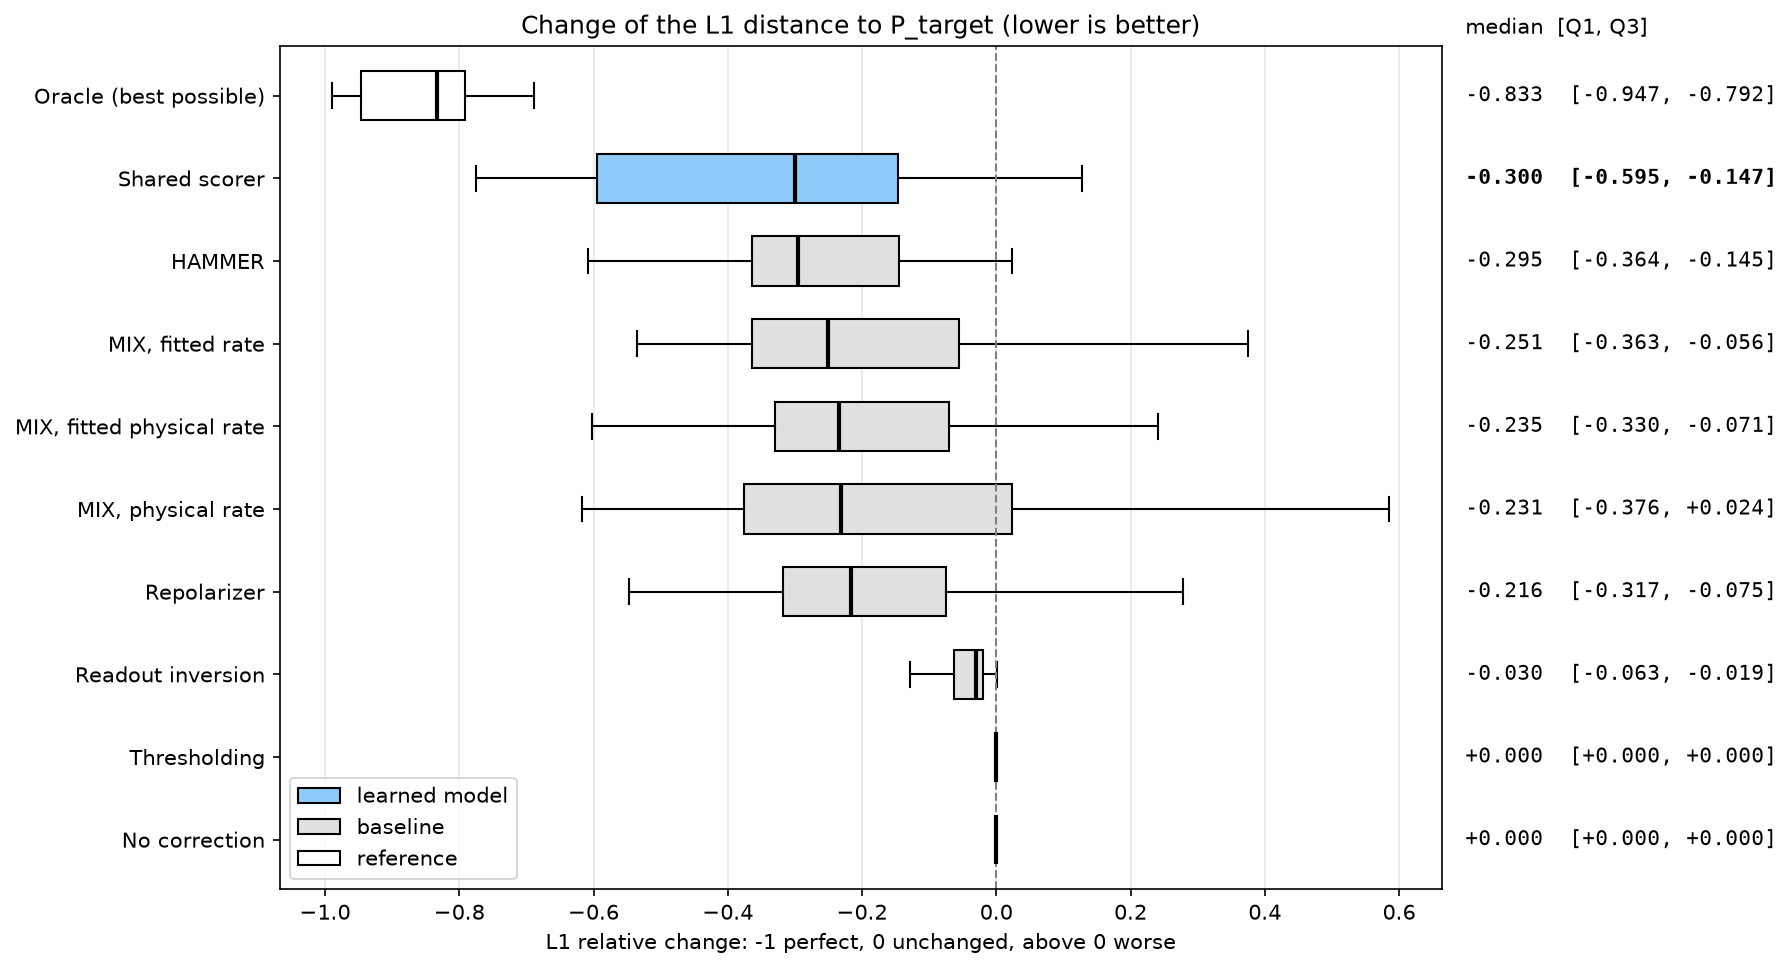 Change of the L1 distance to P_target (lower is better)
median [Q1, Q3]
Oracle (best possible)
-0.833 [-0.947, -0.792]
Shared scorer
-0.300 [-0.595, -0.147]
HAMMER
-0.295 [-0.364, -0.145]
MIX, fitted rate
-0.251 [-0.363, -0.056]
MIX, fitted physical rate
-0.235 [-0.330, -0.071]
MIX, physical rate
-0.231 [-0.376, +0.024]
Repolarizer
-0.216 [-0.317, -0.075]
Readout inversion
-0.030 [-0.063, -0.019]
Thresholding
+0.000 [+0.000, +0.000]
No correction
+0.000 [+0.000, +0.000]
learned model
baseline
reference
−1.0 −0.8 −0.6 −0.4 −0.2 0.0 0.2 0.4 0.6
L1 relative change: -1 perfect, 0 unchanged, above 0 worse